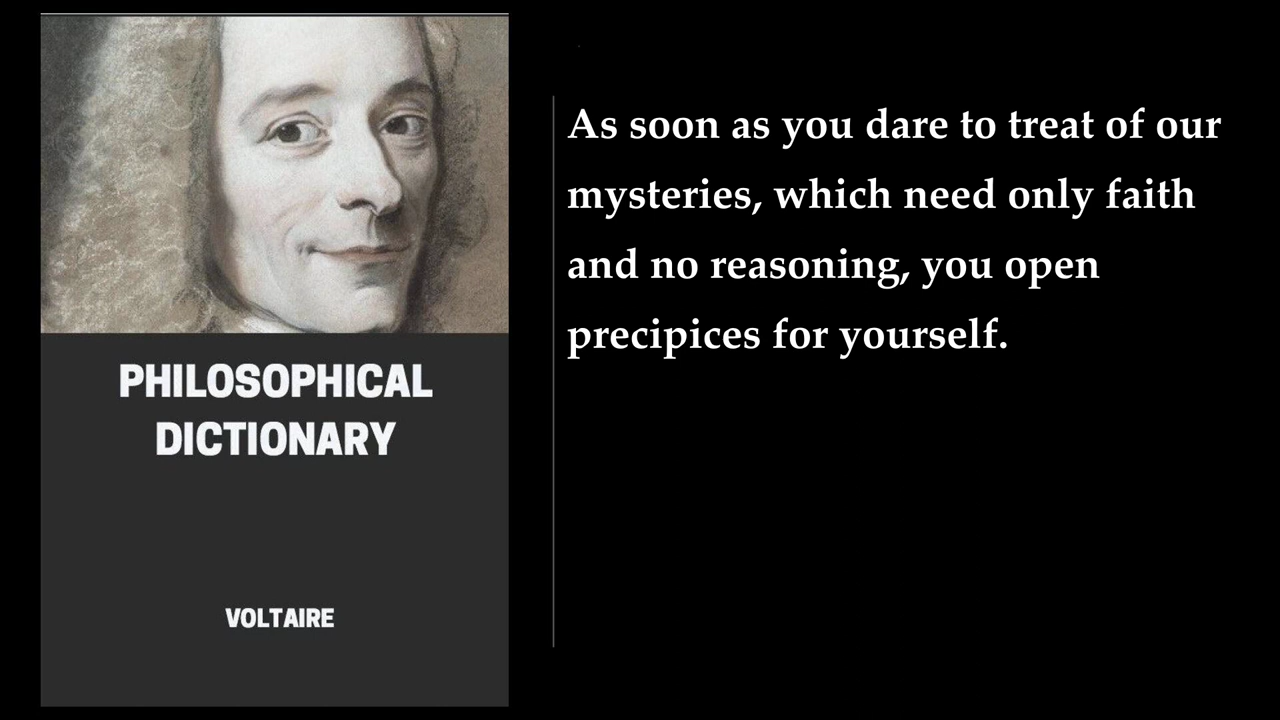 PHILOSOPHICAL
DICTIONARY
VOLTAIRE
As soon as you dare to treat of our
mysteries, which need only faith
and no reasoning, you open
precipices for yourself.